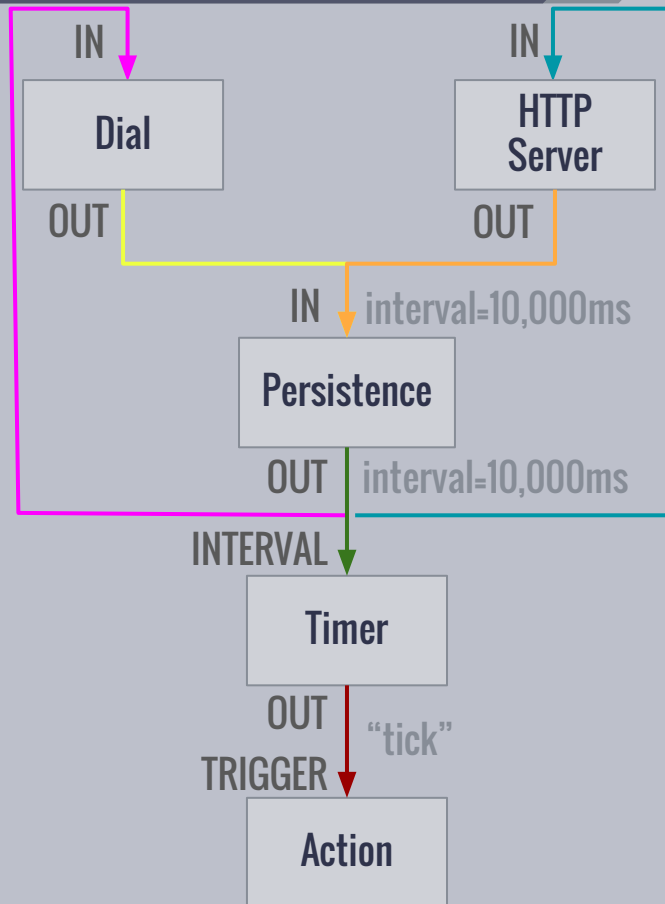 IN
IN
Dial
HTTP
Server
OUT
OUT
IN
interval=10,000ms
Persistence
OUT
interval=10,000ms
INTERVAL
Timer
OUT
“tick”
TRIGGER
Action